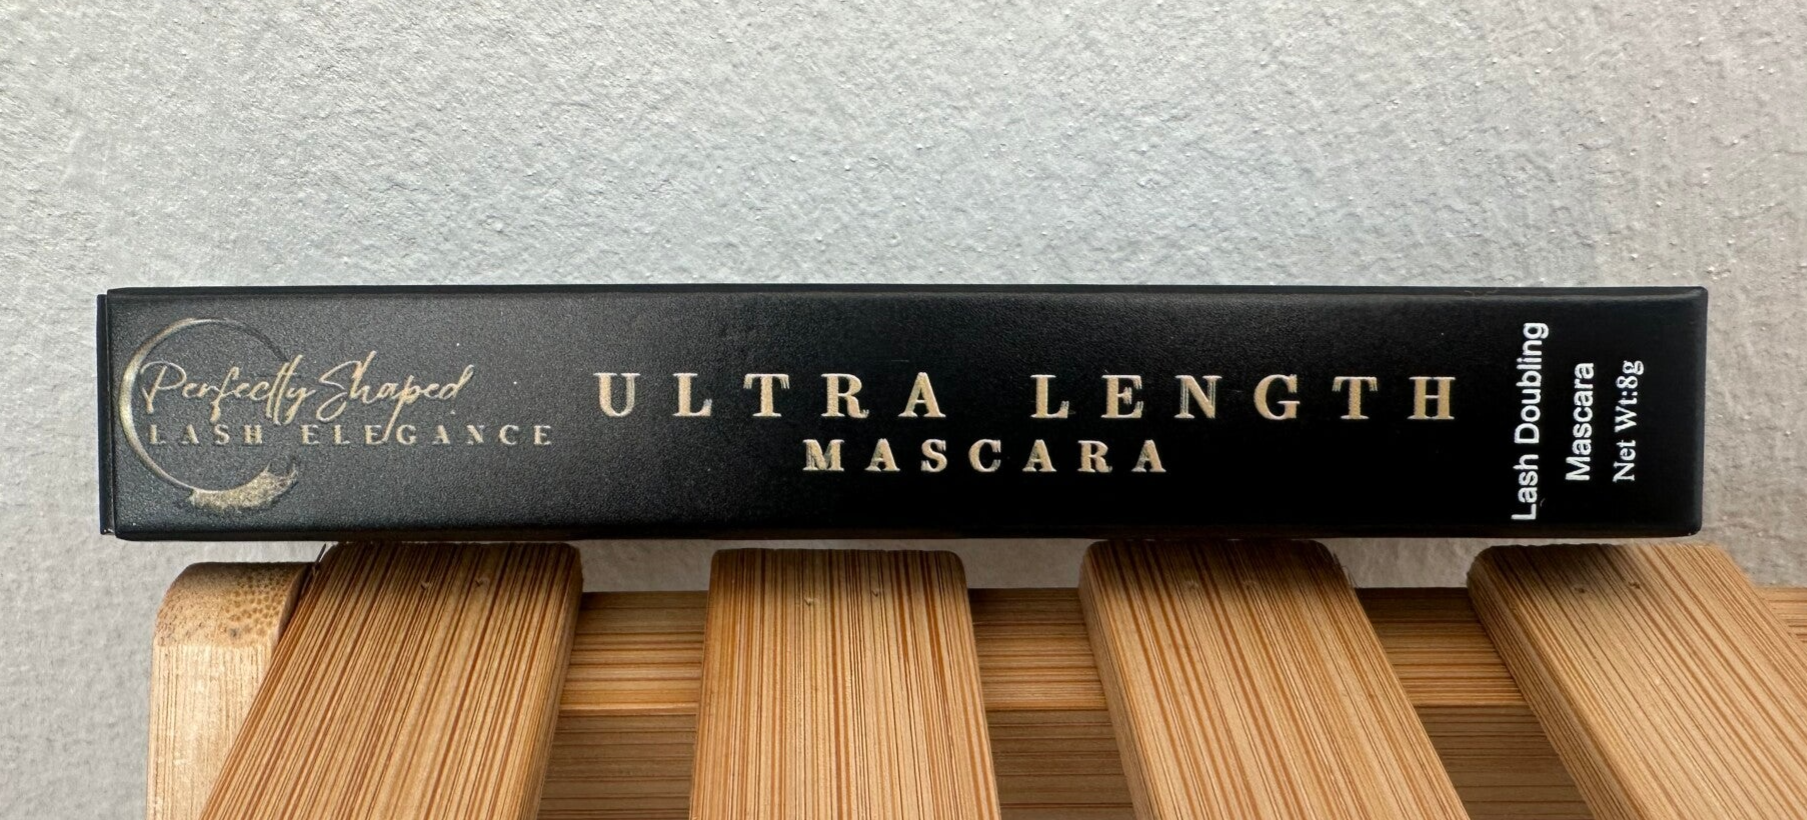 Perfectly Shaped
LASH ELEGANCE
ULTRA LENGTH
MASCARA
Lash Doubling
Mascara
Net Wt:8g